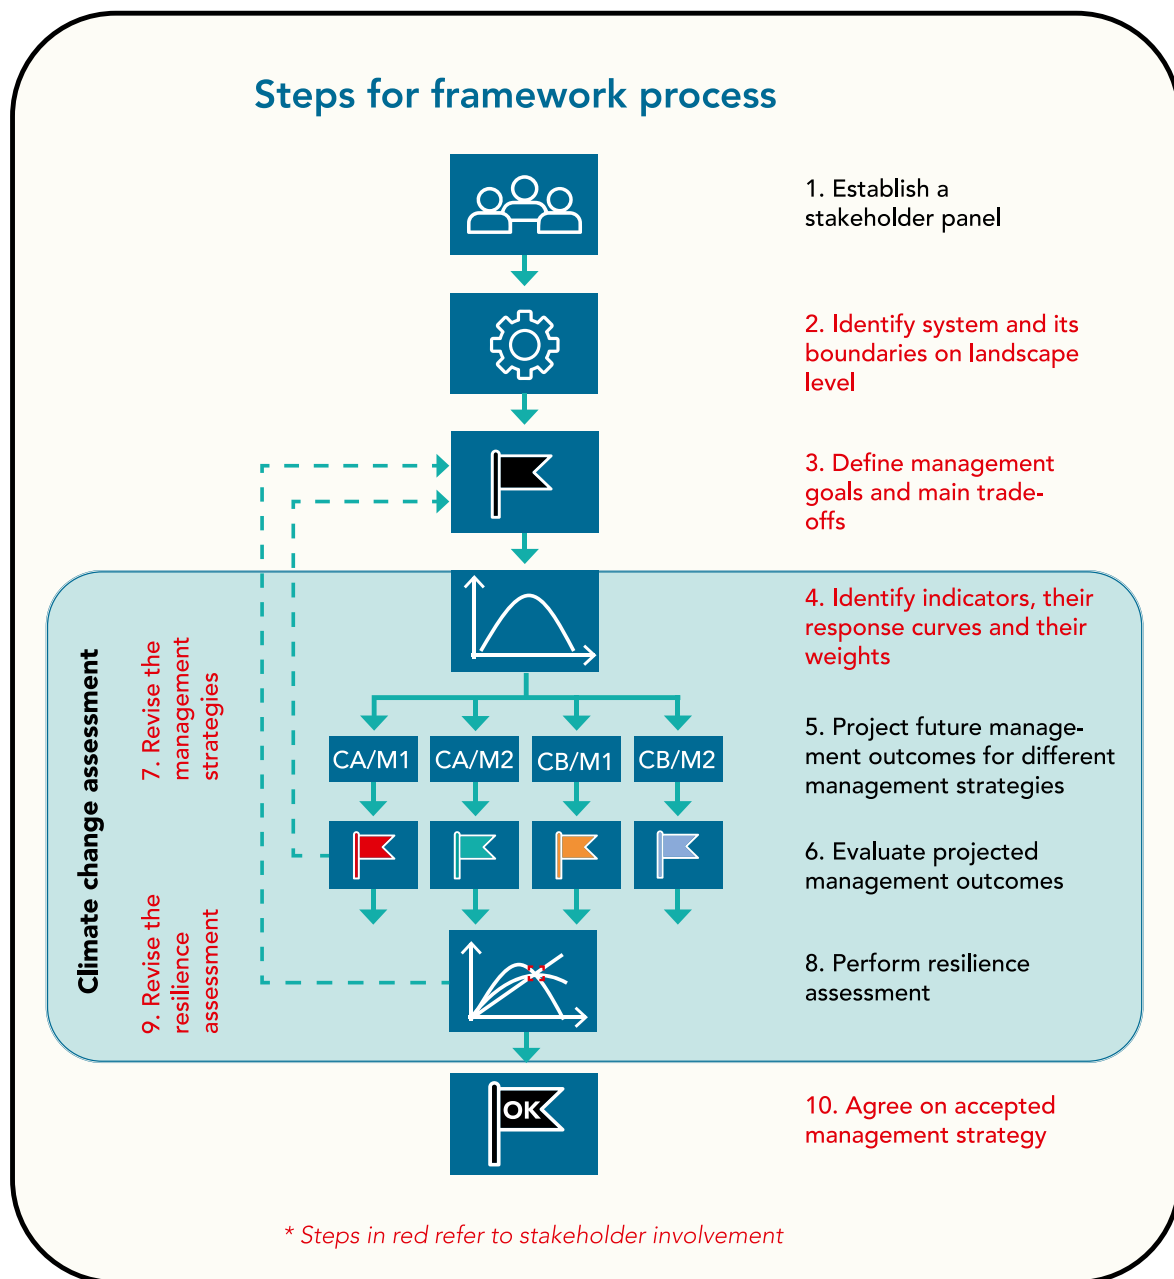 Steps for framework process
1. Establish a
stakeholder panel
2. Identify system and its
boundaries on landscape
level
3. Define management
goals and main trade-
offs
4. Identify indicators, their
response curves and their
weights
CA/M1
CA/M2
CB/M1
CB/M2
5. Project future manage-
ment outcomes for different
management strategies
6. Evaluate projected
management outcomes
Climate change assessment
7. Revise the
management
strategies
8. Perform resilience
assessment
9. Revise the
resilience
assessment
OK
10. Agree on accepted
management strategy
* Steps in red refer to stakeholder involvement